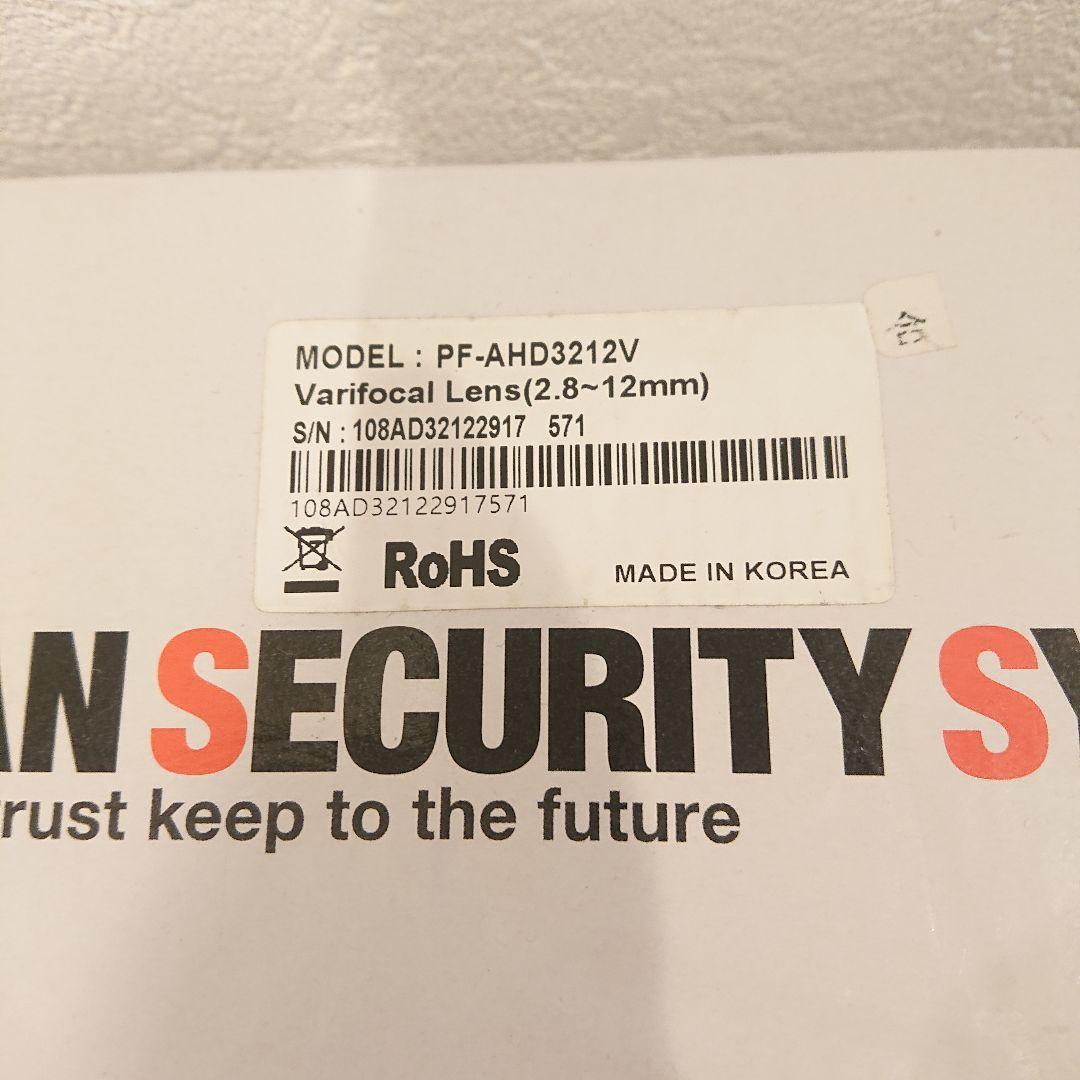 MODEL : PF-AHD3212V
Varifocal Lens(2.8~12mm)
S/N : 108AD32122917 571
108AD32122917571
RoHS
MADE IN KOREA
AN SECURITY SY
rust keep to the future